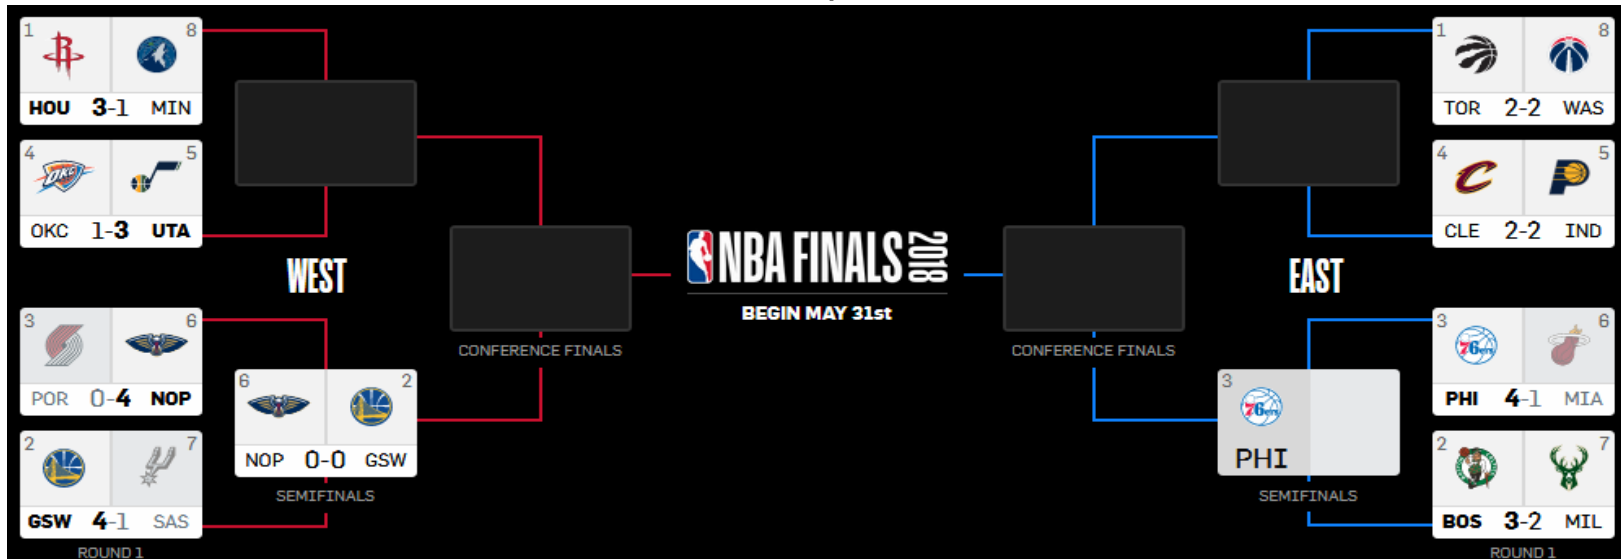 1 8
HOU 3-1 MIN
4 OKC 5
OKC 1-3 UTA
WEST
3 6
POR 0-4 NOP
2 7
GSW 4-1 SAS
ROUND 1
6 2
NOP 0-0 GSW
SEMIFINALS
CONFERENCE FINALS
NBA FINALS 2018
BEGIN MAY 31st
CONFERENCE FINALS
EAST
3
76ers
PHI
SEMIFINALS
1 8
TOR 2-2 WAS
4 C 5
CLE 2-2 IND
3 76ers 6
PHI 4-1 MIA
2 7
BOS 3-2 MIL
ROUND 1